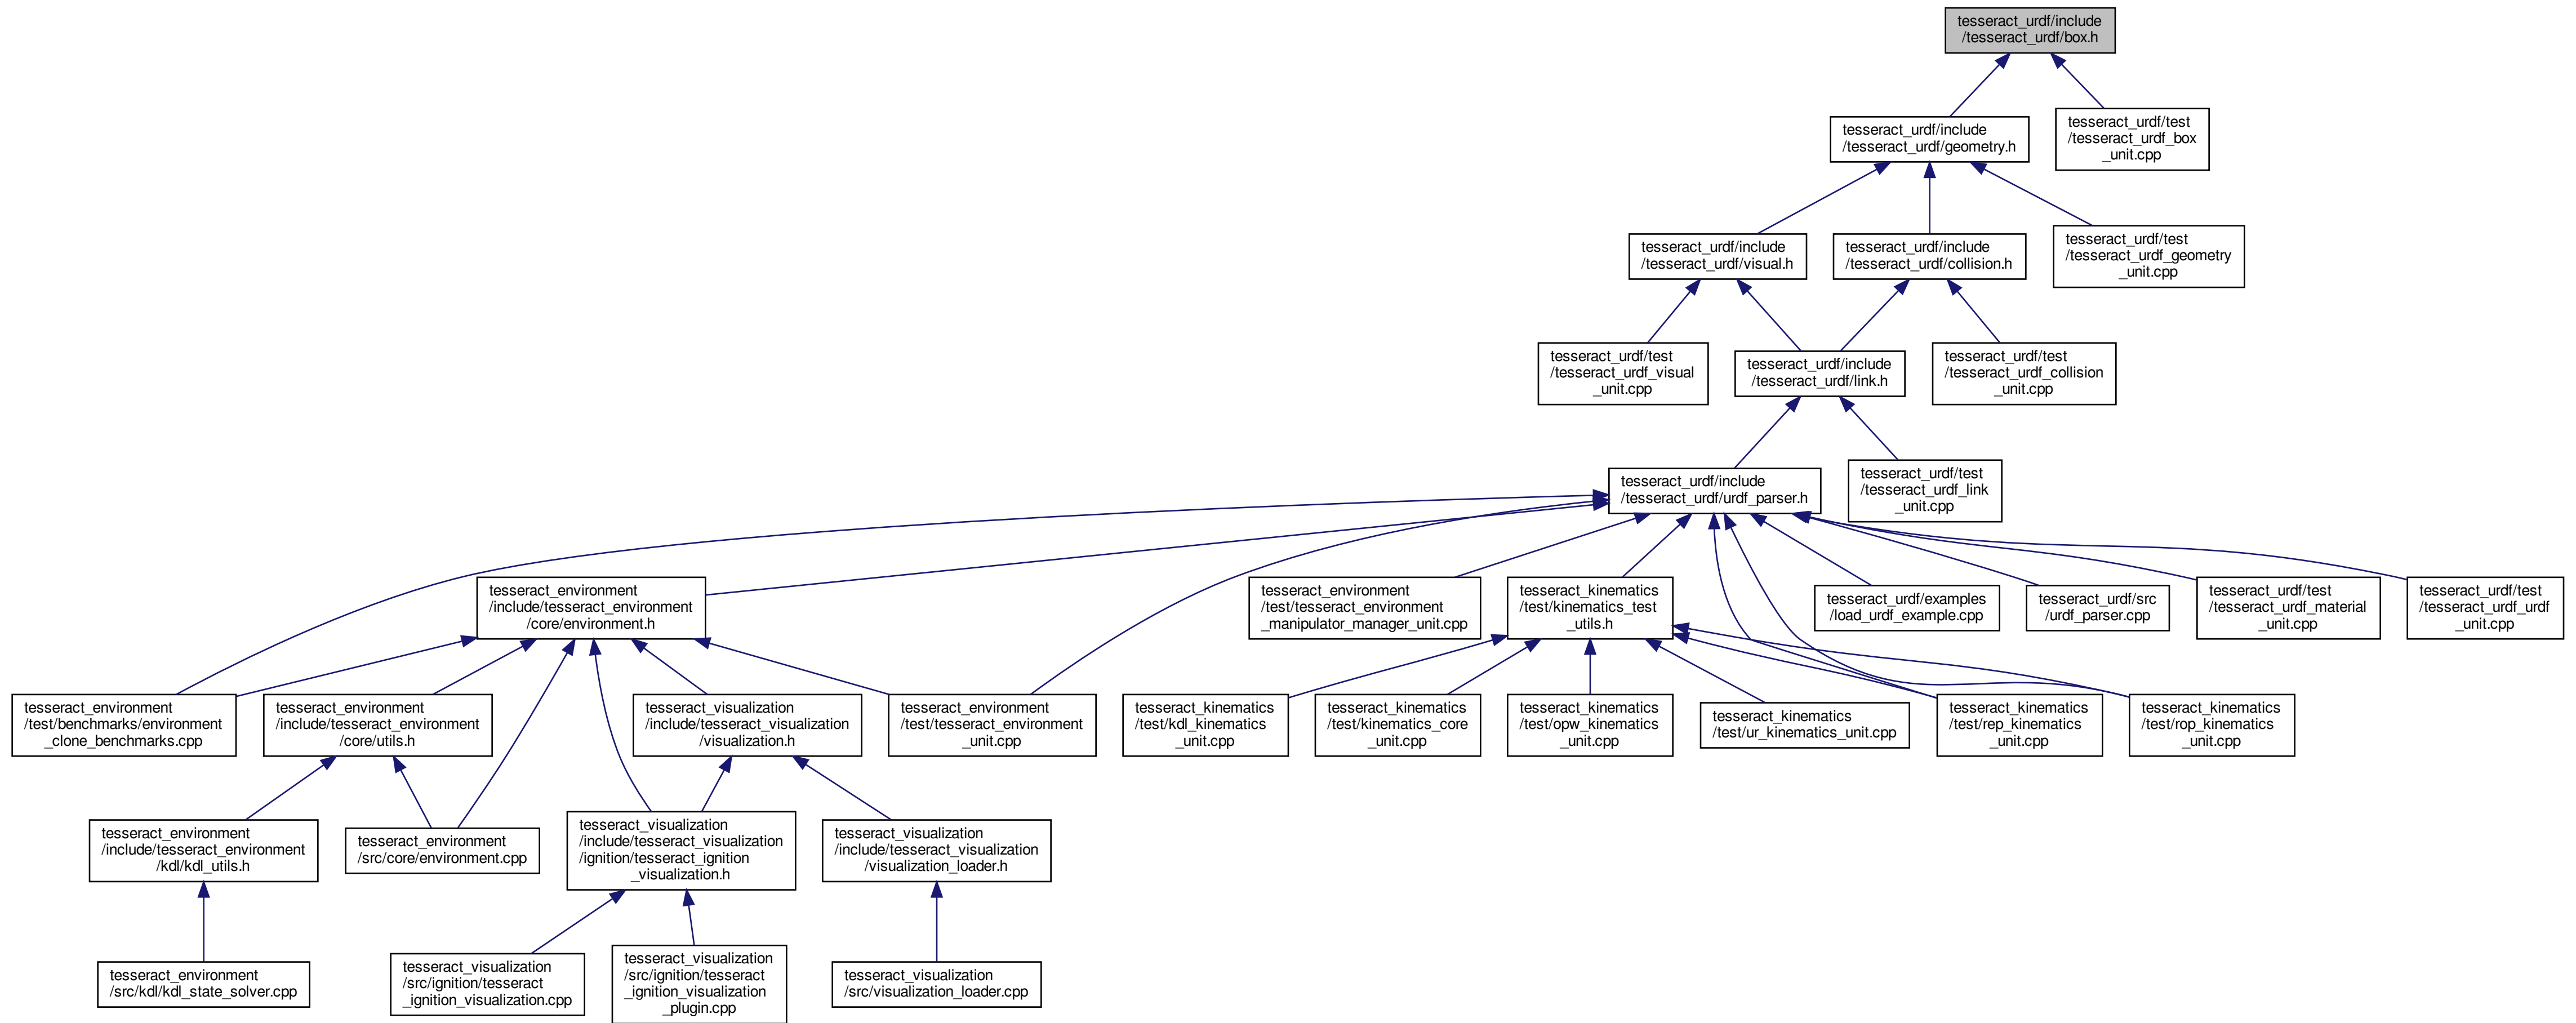 tesseract_urdf/include
/tesseract_urdf/box.h
tesseract_urdf/include
/tesseract_urdf/geometry.h
tesseract_urdf/test
/tesseract_urdf_box
_unit.cpp
tesseract_urdf/include
/tesseract_urdf/visual.h
tesseract_urdf/include
/tesseract_urdf/collision.h
tesseract_urdf/test
/tesseract_urdf_geometry
_unit.cpp
tesseract_urdf/test
/tesseract_urdf_visual
_unit.cpp
tesseract_urdf/include
/tesseract_urdf/link.h
tesseract_urdf/test
/tesseract_urdf_collision
_unit.cpp
tesseract_urdf/include
/tesseract_urdf/urdf_parser.h
tesseract_urdf/test
/tesseract_urdf_link
_unit.cpp
tesseract_environment
/include/tesseract_environment
/core/environment.h
tesseract_environment
/test/tesseract_environment
_manipulator_manager_unit.cpp
tesseract_kinematics
/test/kinematics_test
_utils.h
tesseract_urdf/examples
/load_urdf_example.cpp
tesseract_urdf/src
/urdf_parser.cpp
tesseract_urdf/test
/tesseract_urdf_material
_unit.cpp
tesseract_urdf/test
/tesseract_urdf_urdf
_unit.cpp
tesseract_environment
/test/benchmarks/environment
_clone_benchmarks.cpp
tesseract_environment
/include/tesseract_environment
/core/utils.h
tesseract_visualization
/include/tesseract_visualization
/visualization.h
tesseract_environment
/test/tesseract_environment
_unit.cpp
tesseract_kinematics
/test/kdl_kinematics
_unit.cpp
tesseract_kinematics
/test/kinematics_core
_unit.cpp
tesseract_kinematics
/test/opw_kinematics
_unit.cpp
tesseract_kinematics
/test/ur_kinematics_unit.cpp
tesseract_kinematics
/test/rep_kinematics
_unit.cpp
tesseract_kinematics
/test/rop_kinematics
_unit.cpp
tesseract_environment
/include/tesseract_environment
/kdl/kdl_utils.h
tesseract_environment
/src/core/environment.cpp
tesseract_visualization
/include/tesseract_visualization
/ignition/tesseract_ignition
_visualization.h
tesseract_visualization
/include/tesseract_visualization
/visualization_loader.h
tesseract_environment
/src/kdl/kdl_state_solver.cpp
tesseract_visualization
/src/ignition/tesseract
_ignition_visualization.cpp
tesseract_visualization
/src/ignition/tesseract
_ignition_visualization
_plugin.cpp
tesseract_visualization
/src/visualization_loader.cpp